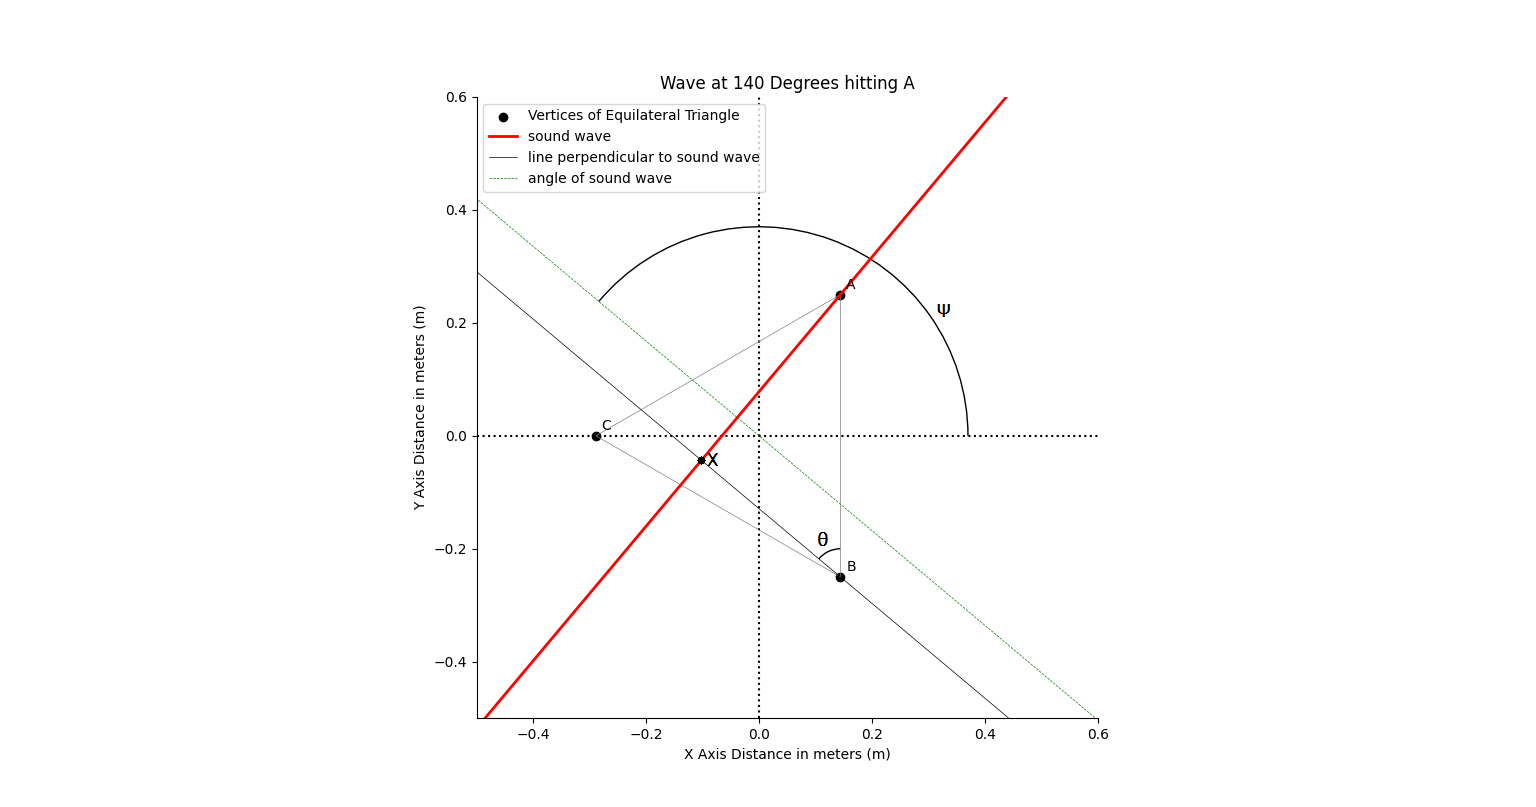 Wave at 140 Degrees hitting A
0.6
Vertices of Equilateral Triangle
sound wave
line perpendicular to sound wave
angle of sound wave
0.4
ψ
A
0.2
Y Axis Distance in meters (m)
C
0.0
X
θ
−0.2
B
−0.4
−0.4 −0.2 0.0 0.2 0.4 0.6
X Axis Distance in meters (m)